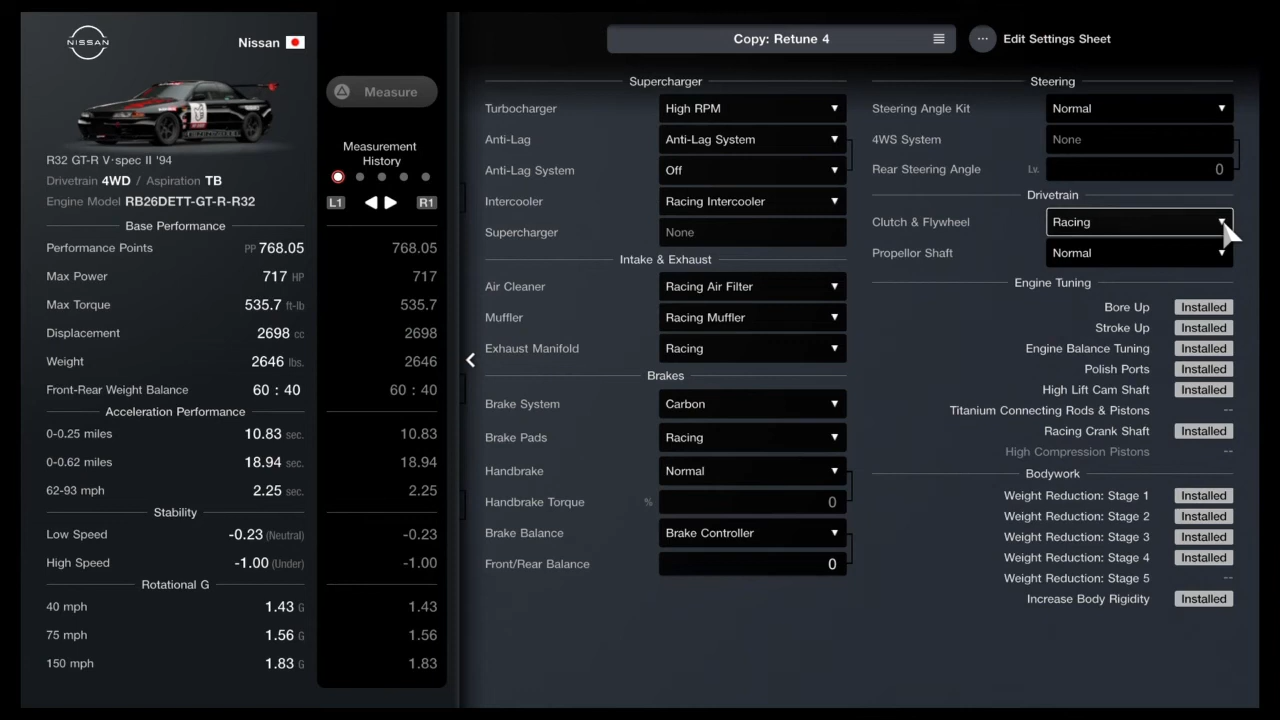 NISSAN
Nissan
R32 GT-R V·spec II '94
Drivetrain 4WD / Aspiration TB
Engine Model RB26DETT-GT-R-R32
Base Performance
Performance Points PP 768.05
Max Power 717 HP
Max Torque 535.7 ft-lb
Displacement 2698 cc
Weight 2646 lbs.
Front-Rear Weight Balance 60 : 40
Acceleration Performance
0-0.25 miles 10.83 sec.
0-0.62 miles 18.94 sec.
62-93 mph 2.25 sec.
Stability
Low Speed -0.23 (Neutral)
High Speed -1.00 (Under)
Rotational G
40 mph 1.43 G
75 mph 1.56 G
150 mph 1.83 G
Measure
Measurement
History
L1 R1
768.05
717
535.7
2698
2646
60 : 40
10.83
18.94
2.25
-0.23
-1.00
1.43
1.56
1.83
Copy: Retune 4
Edit Settings Sheet
Supercharger
Turbocharger High RPM
Anti-Lag Anti-Lag System
Anti-Lag System Off
Intercooler Racing Intercooler
Supercharger None
Intake & Exhaust
Air Cleaner Racing Air Filter
Muffler Racing Muffler
Exhaust Manifold Racing
Brakes
Brake System Carbon
Brake Pads Racing
Handbrake Normal
Handbrake Torque % 0
Brake Balance Brake Controller
Front/Rear Balance 0
Steering
Steering Angle Kit Normal
4WS System None
Rear Steering Angle Lv. 0
Drivetrain
Clutch & Flywheel Racing
Propellor Shaft Normal
Engine Tuning
Bore Up Installed
Stroke Up Installed
Engine Balance Tuning Installed
Polish Ports Installed
High Lift Cam Shaft Installed
Titanium Connecting Rods & Pistons --
Racing Crank Shaft Installed
High Compression Pistons --
Bodywork
Weight Reduction: Stage 1 Installed
Weight Reduction: Stage 2 Installed
Weight Reduction: Stage 3 Installed
Weight Reduction: Stage 4 Installed
Weight Reduction: Stage 5 --
Increase Body Rigidity Installed